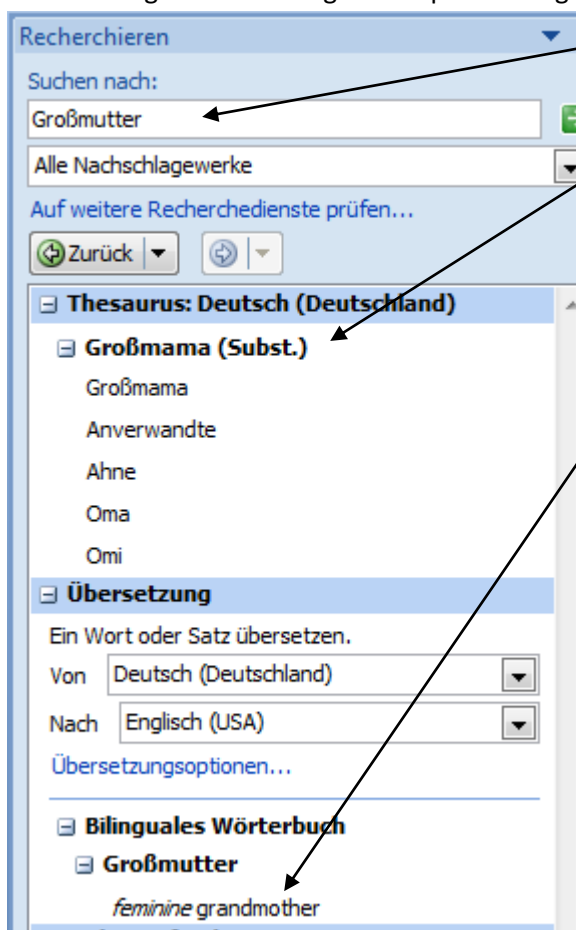 Recherchieren
Suchen nach:
Großmutter
Alle Nachschlagewerke
Auf weitere Recherchedienste prüfen...
Zurück
Thesaurus: Deutsch (Deutschland)
Großmama (Subst.)
Großmama
Anverwandte
Ahne
Oma
Omi
Übersetzung
Ein Wort oder Satz übersetzen.
Von Deutsch (Deutschland)
Nach Englisch (USA)
Übersetzungsoptionen...
Bilinguales Wörterbuch
Großmutter
feminine grandmother